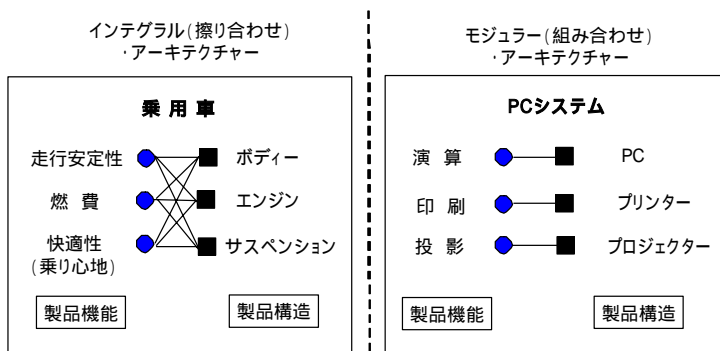 インテグラル(擦り合わせ)
・アーキテクチャー
乗用車
走行安定性
ボディー
燃費
エンジン
快適性
(乗り心地)
サスペンション
製品機能
製品構造
モジュラー(組み合わせ)
・アーキテクチャー
PCシステム
演算
PC
印刷
プリンター
投影
プロジェクター
製品機能
製品構造